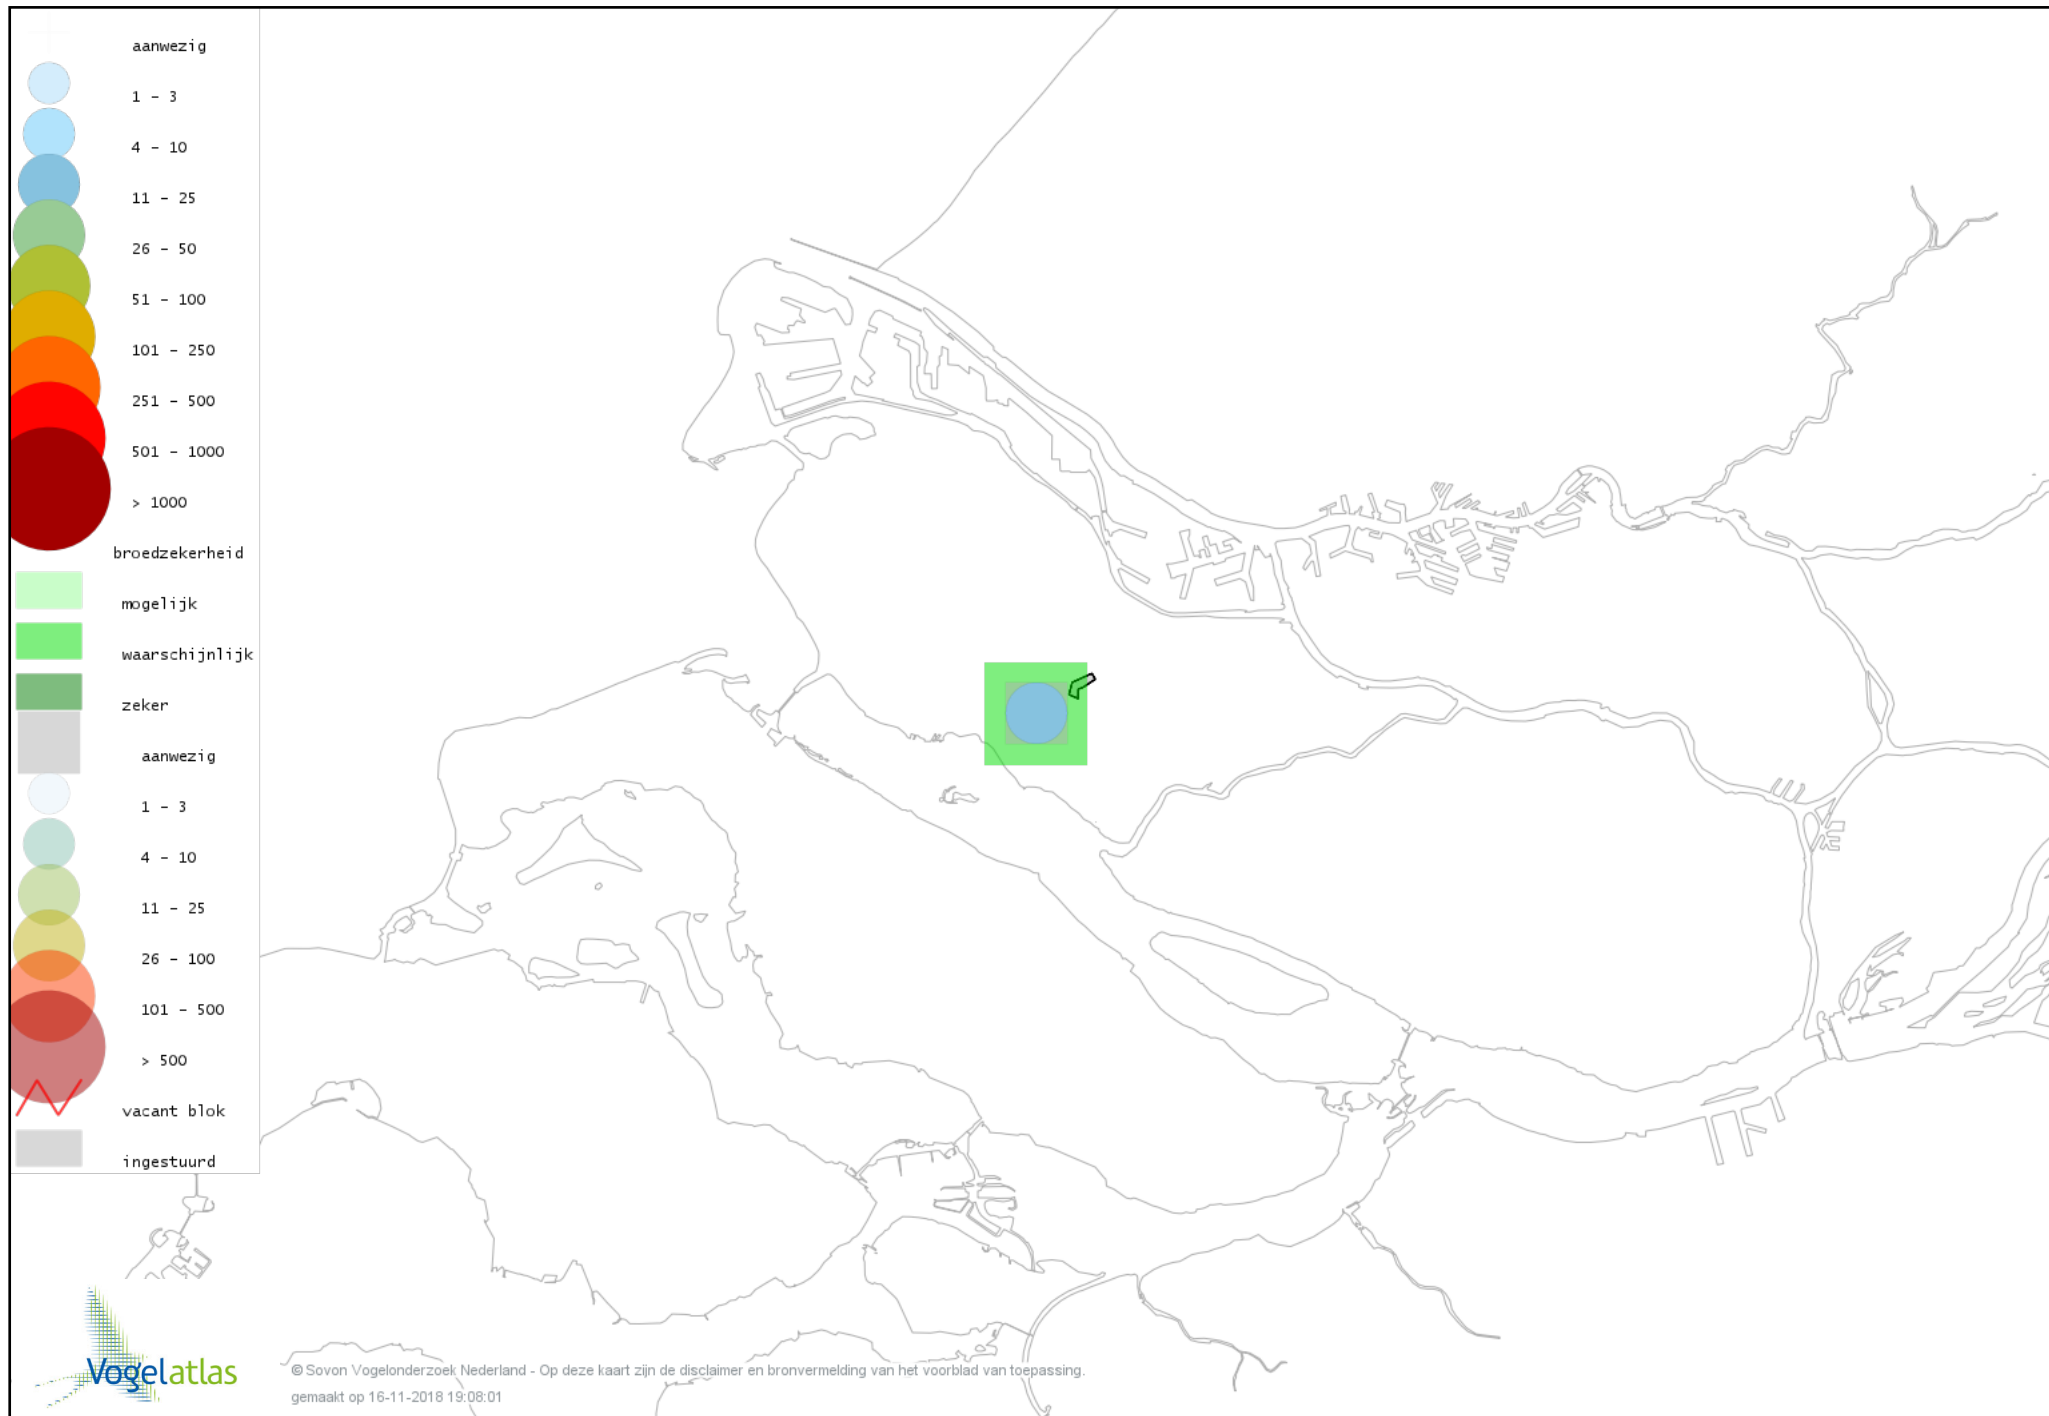 aanwezig
1 - 3
4 - 10
11 - 25
26 - 50
51 - 100
101 - 250
251 - 500
501 - 1000
> 1000
broedzekerheid
mogelijk
waarschijnlijk
zeker
aanwezig
1 - 3
4 - 10
11 - 25
26 - 100
101 - 500
> 500
vacant blok
ingestuurd
Vogelatlas
© Sovon Vogelonderzoek Nederland - Op deze kaart zijn de disclaimer en bronvermelding van het voorblad van toepassing.
gemaakt op 16-11-2018 19:08:01